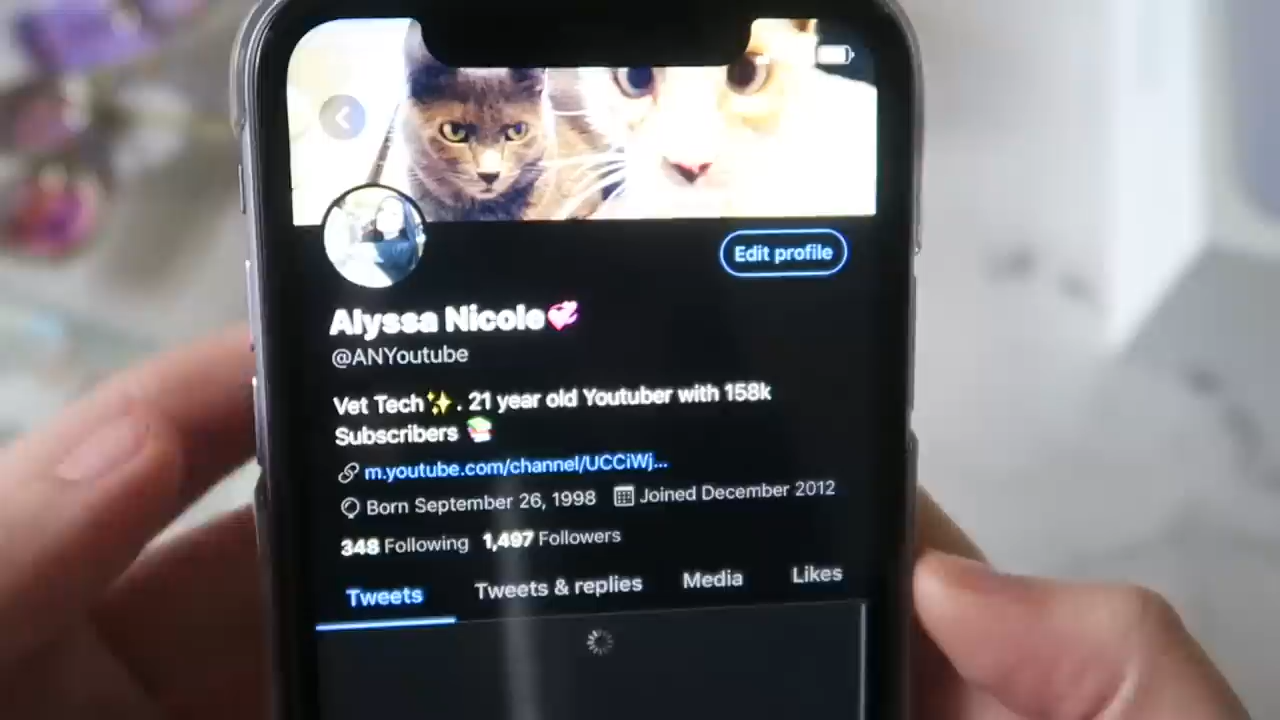 Edit profile
Alyssa Nicole💞
@ANYoutube
Vet Tech✨. 21 year old Youtuber with 158k
Subscribers 📚
m.youtube.com/channel/UCCiWj...
Born September 26, 1998 Joined December 2012
348 Following 1,497 Followers
Tweets Tweets & replies Media Likes